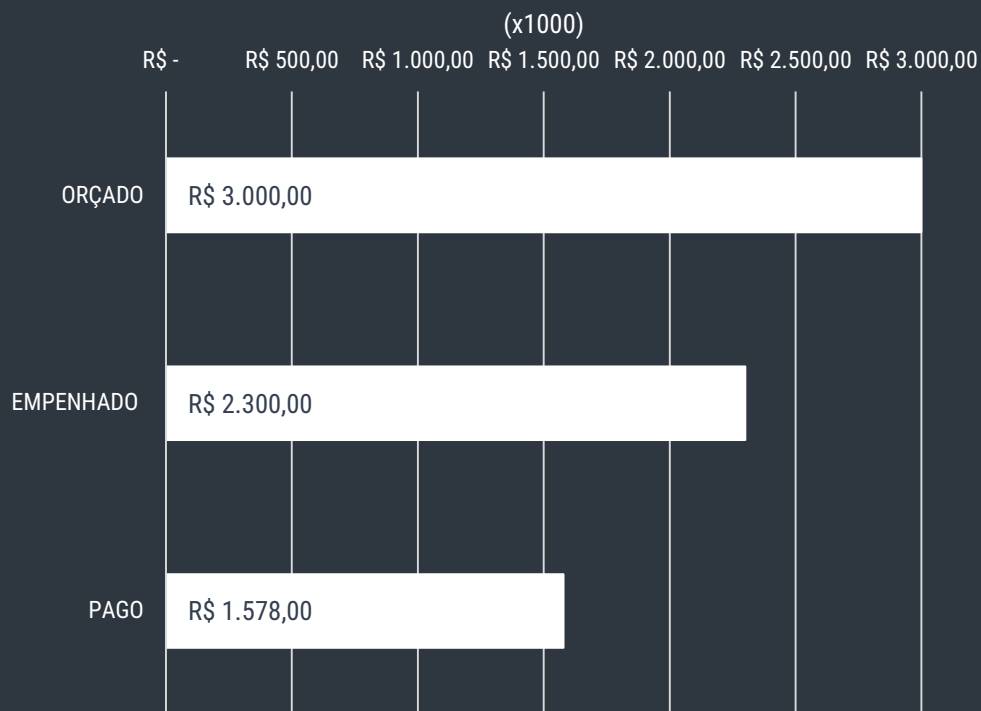 (x1000)
R$ - R$ 500,00 R$ 1.000,00 R$ 1.500,00 R$ 2.000,00 R$ 2.500,00 R$ 3.000,00
ORÇADO R$ 3.000,00
EMPENHADO R$ 2.300,00
PAGO R$ 1.578,00